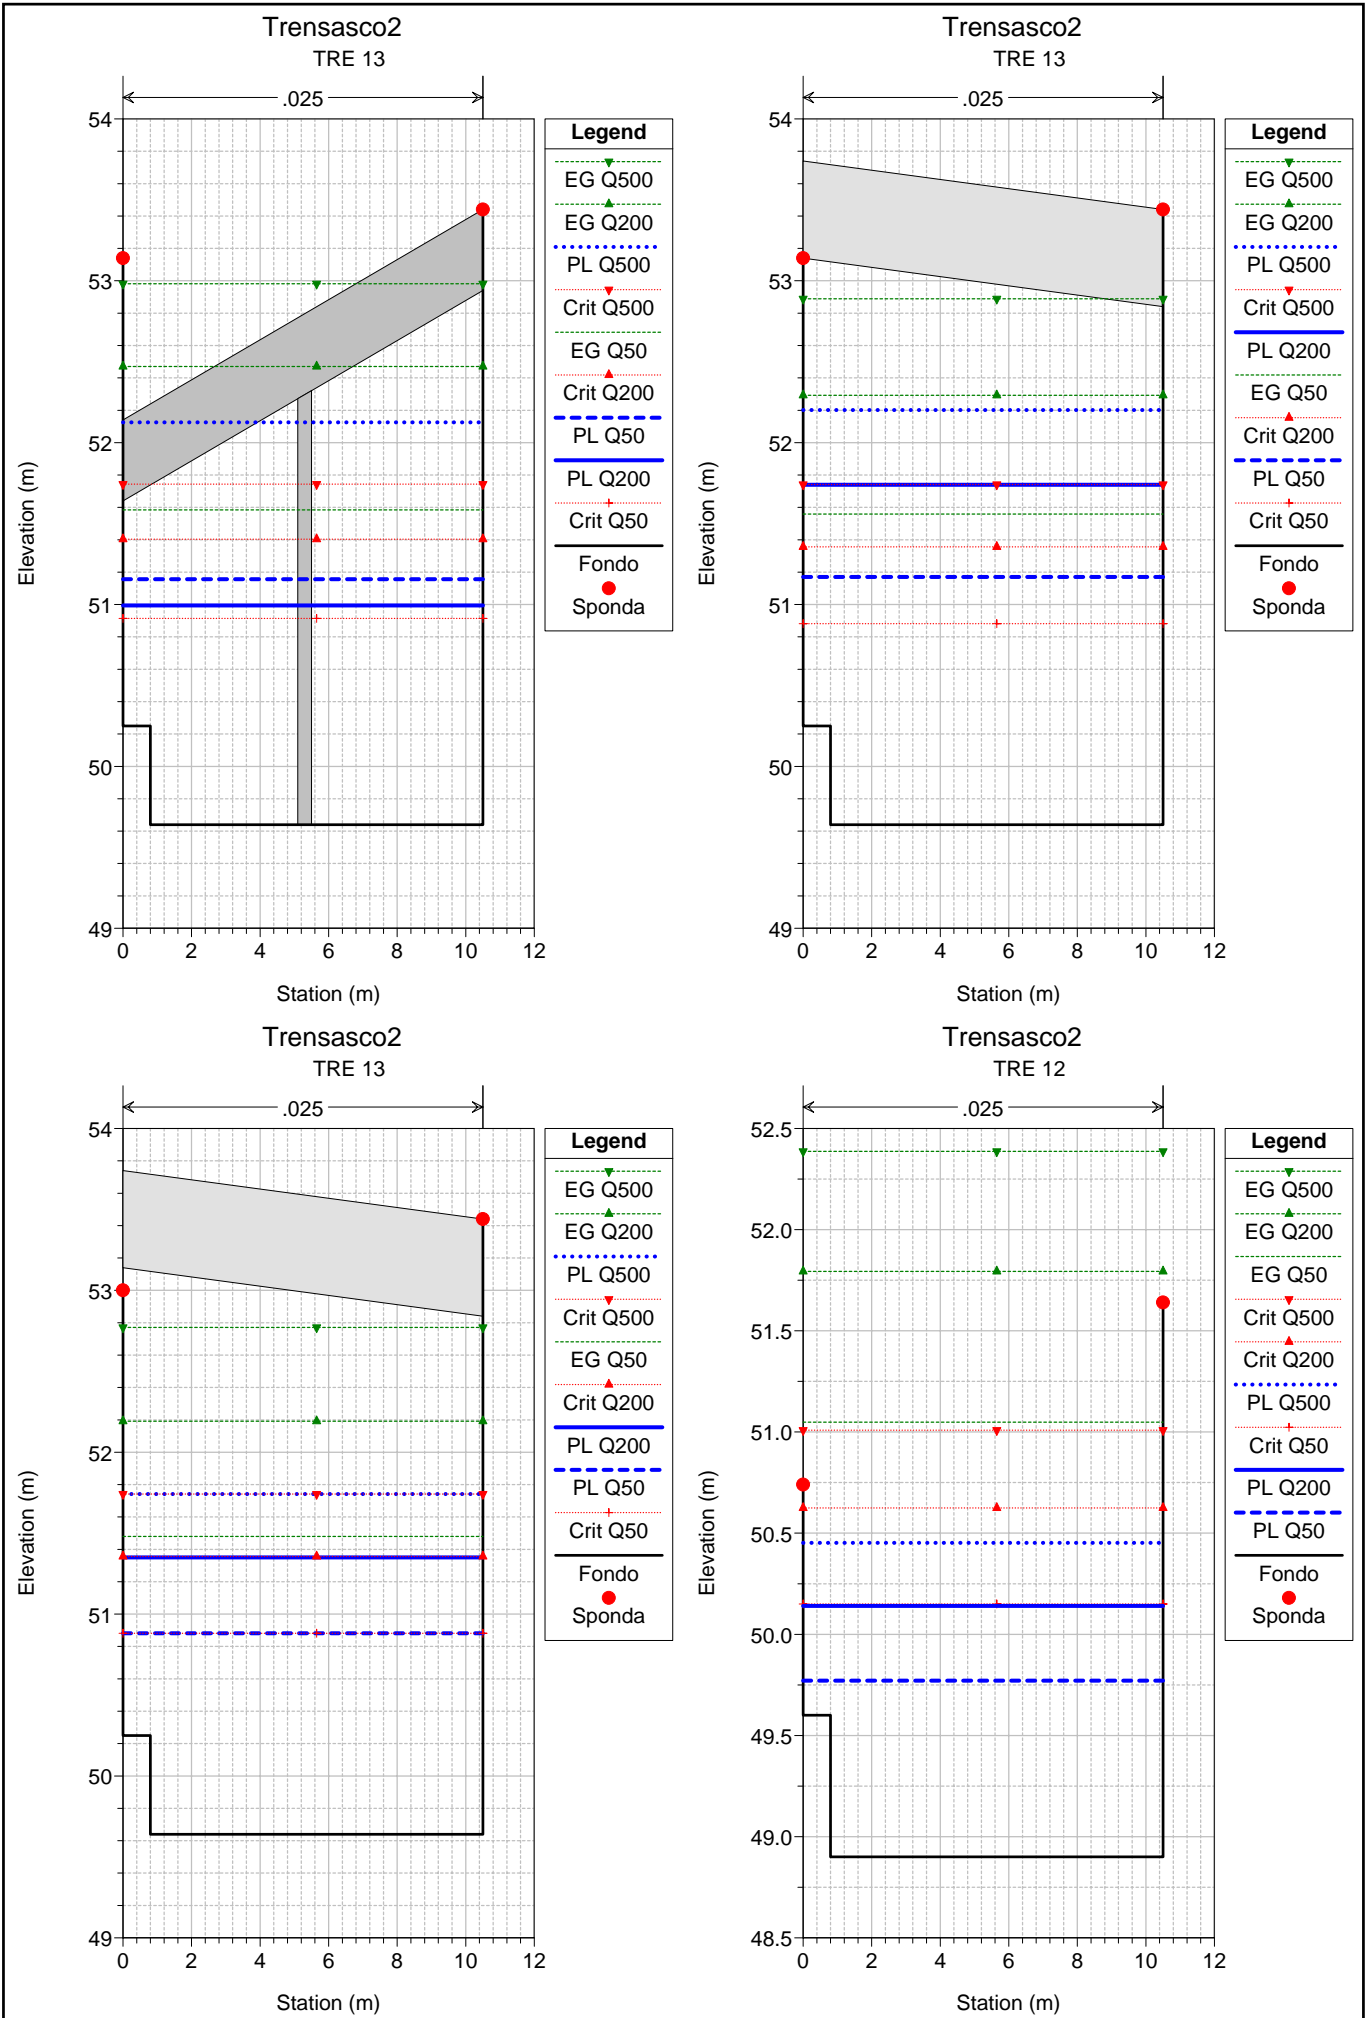 Trensasco2
TRE 13
.025
54
53
52
51
50
49
0 2 4 6 8 10 12
Elevation (m)
Station (m)
Legend
EG Q500
EG Q200
PL Q500
Crit Q500
EG Q50
Crit Q200
PL Q50
PL Q200
Crit Q50
Fondo
Sponda
Trensasco2
TRE 13
.025
54
53
52
51
50
49
0 2 4 6 8 10 12
Elevation (m)
Station (m)
Legend
EG Q500
EG Q200
PL Q500
Crit Q500
PL Q200
EG Q50
Crit Q200
PL Q50
Crit Q50
Fondo
Sponda
Trensasco2
TRE 13
.025
54
53
52
51
50
49
0 2 4 6 8 10 12
Elevation (m)
Station (m)
Legend
EG Q500
EG Q200
PL Q500
Crit Q500
EG Q50
Crit Q200
PL Q200
PL Q50
Crit Q50
Fondo
Sponda
Trensasco2
TRE 12
.025
52.5
52.0
51.5
51.0
50.5
50.0
49.5
49.0
48.5
0 2 4 6 8 10 12
Elevation (m)
Station (m)
Legend
EG Q500
EG Q200
EG Q50
Crit Q500
Crit Q200
PL Q500
Crit Q50
PL Q200
PL Q50
Fondo
Sponda